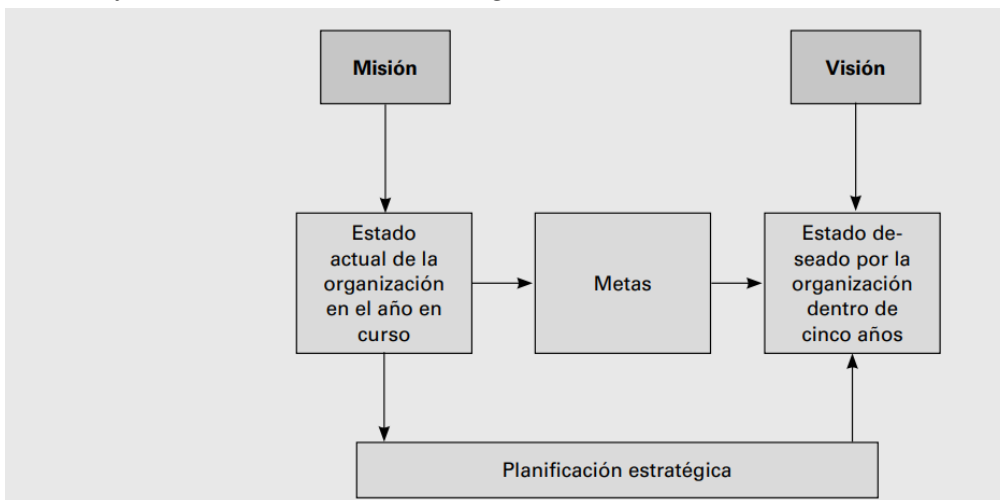 Misión
Visión
Estado
actual de la
organización
en el año en
curso
Metas
Estado de-
seado por la
organización
dentro de
cinco años
Planificación estratégica